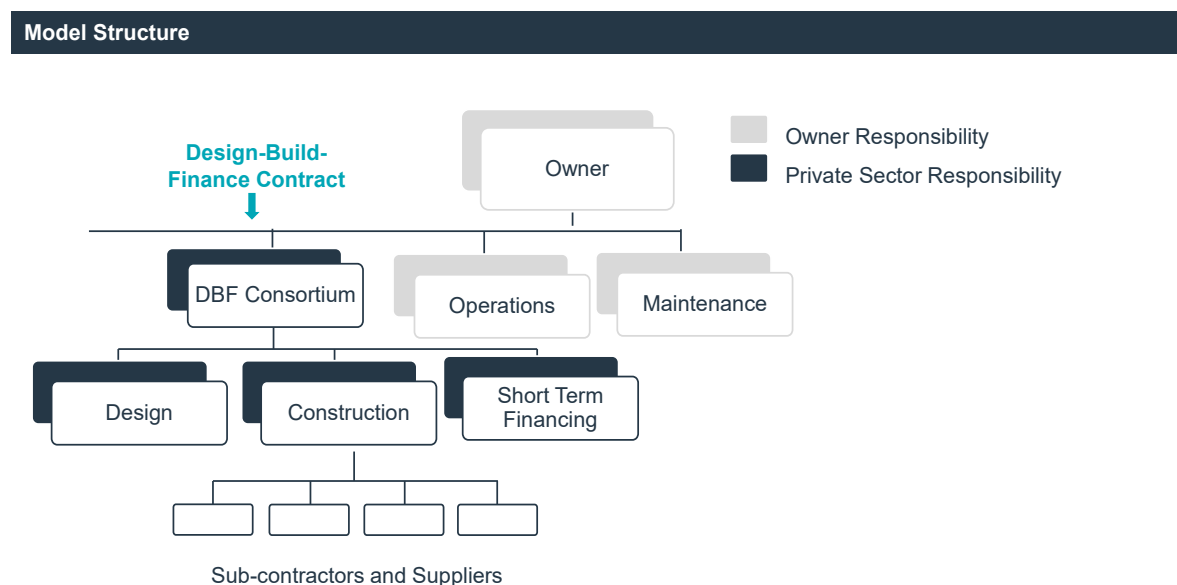 Model Structure
Design-Build-
Finance Contract
Owner
Owner Responsibility
Private Sector Responsibility
DBF Consortium
Operations
Maintenance
Design
Construction
Short Term
Financing
Sub-contractors and Suppliers